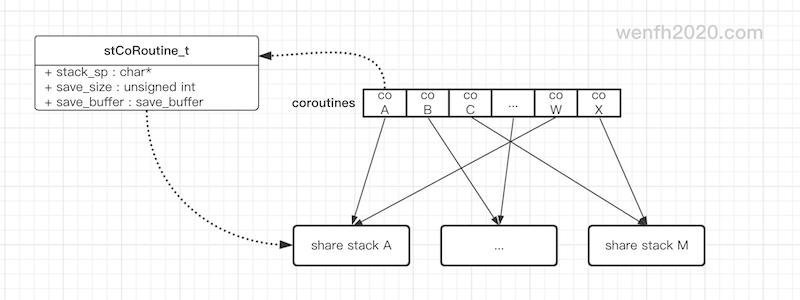 wenfh2020.com
stCoRoutine_t
+ stack_sp : char*
+ save_size : unsigned int
+ save_buffer : save_buffer
coroutines
co A
co B
co C
...
co W
co X
share stack A
...
share stack M